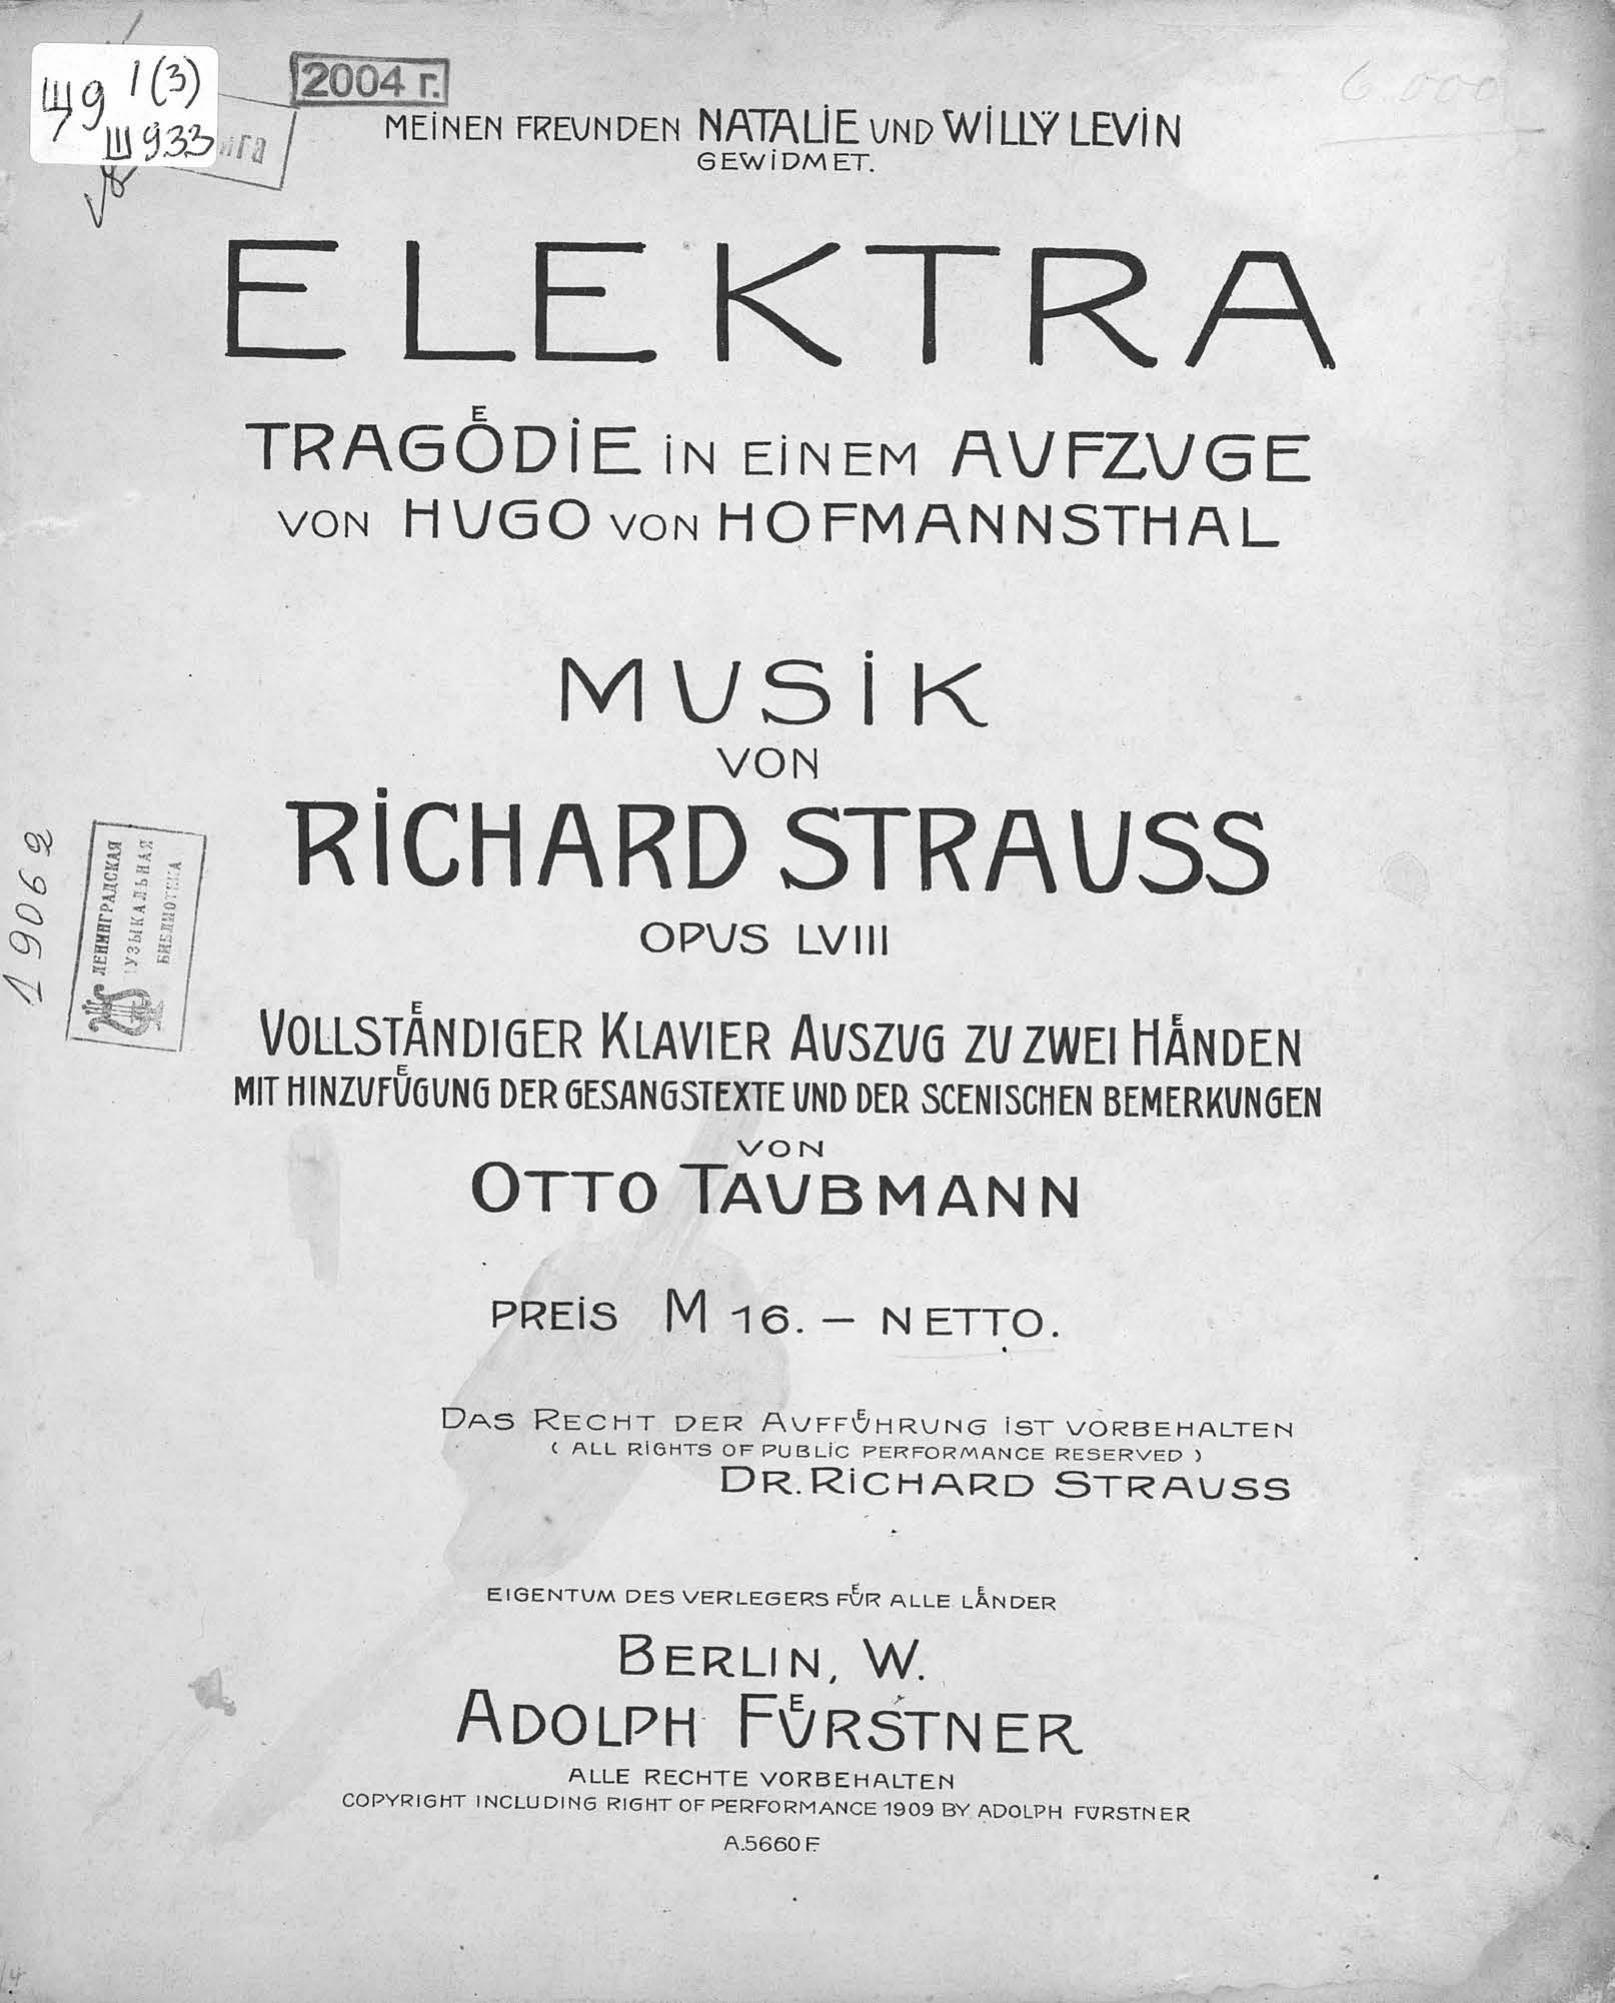 Щ9 1(3)
Ш933
2004 г.
MEINEN FREUNDEN NATALIE UND WILLY LEVIN
GEWIDMET.
ELEKTRA
TRAGÖDIE IN EINEM AUFZUGE
VON HUGO VON HOFMANNSTHAL
MUSIK
VON
RICHARD STRAUSS
OPUS LVIII
19062
ЛЕНИНГРАДСКАЯ
УЗЫКАЛЬНАЯ
БИБЛИОТЕКА
VOLLSTÄNDIGER KLAVIER AUSZUG ZU ZWEI HÄNDEN
MIT HINZUFÜGUNG DER GESANGSTEXTE UND DER SCENISCHEN BEMERKUNGEN
VON
OTTO TAUBMANN
PREIS M 16. – NETTO.
DAS RECHT DER AUFFÜHRUNG IST VORBEHALTEN
( ALL RIGHTS OF PUBLIC PERFORMANCE RESERVED )
DR. RICHARD STRAUSS
EIGENTUM DES VERLEGERS FÜR ALLE LÄNDER
BERLIN, W.
ADOLPH FÜRSTNER
ALLE RECHTE VORBEHALTEN
COPYRIGHT INCLUDING RIGHT OF PERFORMANCE 1909 BY ADOLPH FÜRSTNER
A.5660 F.